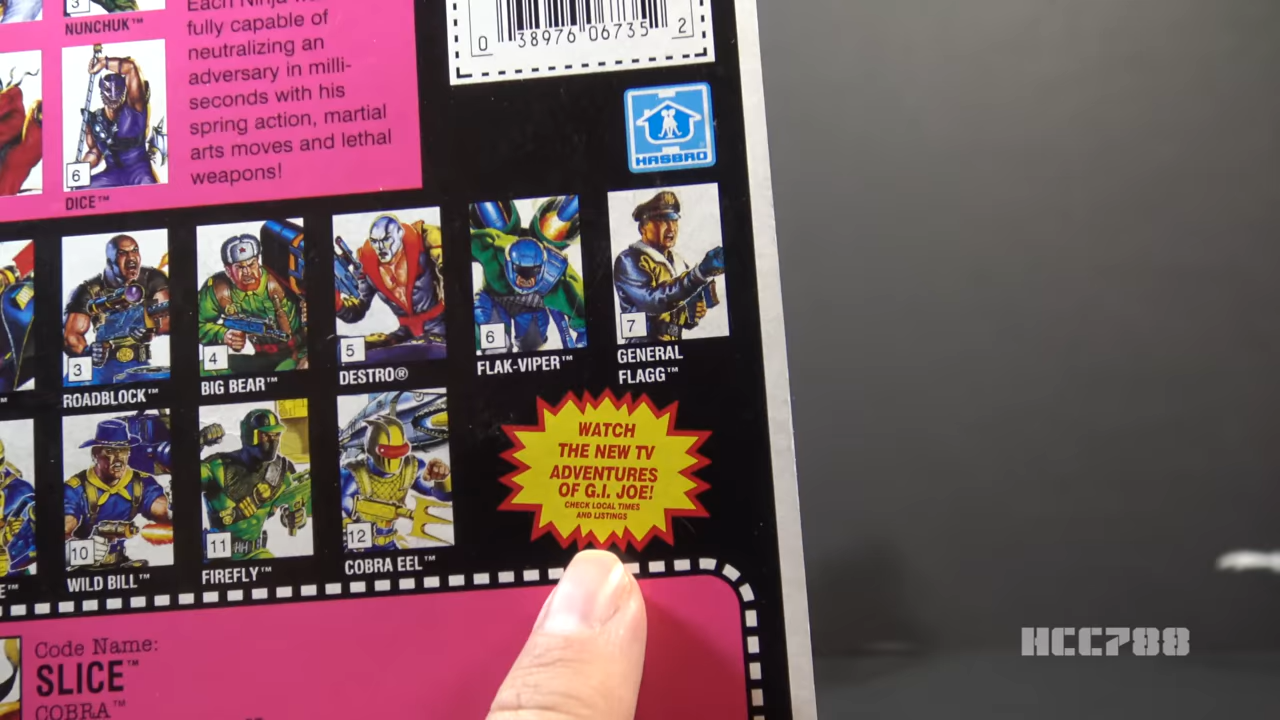 3
NUNCHUK™
6
DICE™
Each Ninja
fully capable of
neutralizing an
adversary in milli-
seconds with his
spring action, martial
arts moves and lethal
weapons!
0 38976 06735 2
HASBRO
3
ROADBLOCK™
4
BIG BEAR™
5
DESTRO®
6
FLAK-VIPER™
7
GENERAL
FLAGG™
10
WILD BILL™
11
FIREFLY™
12
COBRA EEL™
WATCH
THE NEW TV
ADVENTURES
OF G.I. JOE!
CHECK LOCAL TIMES
AND LISTINGS
Code Name:
SLICE™
COBRA™
HCC788